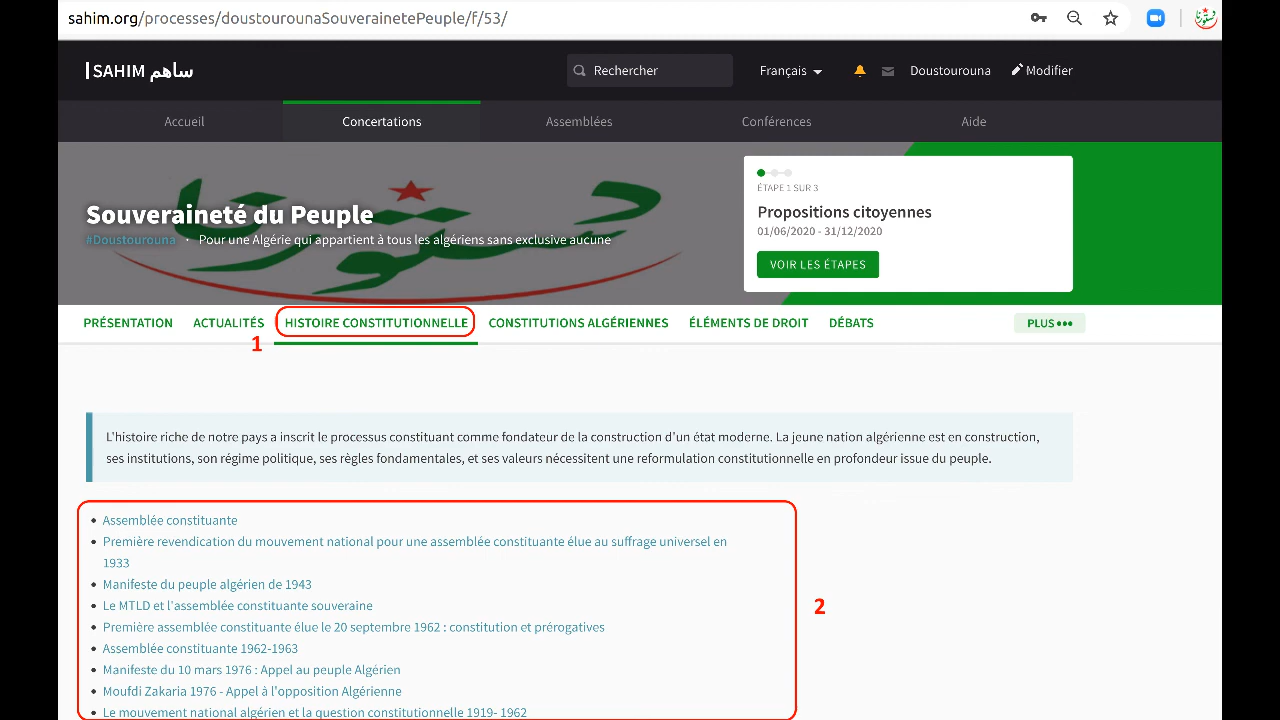 sahim.org/processes/doustourounaSouverainetePeuple/f/53/
SAHIM ساهم
Rechercher
Français
Doustourouna
Modifier
Accueil
Concertations
Assemblées
Conférences
Aide
دستورنا
Souveraineté du Peuple
#Doustourouna · Pour une Algérie qui appartient à tous les algériens sans exclusive aucune
ÉTAPE 1 SUR 3
Propositions citoyennes
01/06/2020 - 31/12/2020
VOIR LES ÉTAPES
PRÉSENTATION
ACTUALITÉS
HISTOIRE CONSTITUTIONNELLE
CONSTITUTIONS ALGÉRIENNES
ÉLÉMENTS DE DROIT
DÉBATS
PLUS •••
1
L'histoire riche de notre pays a inscrit le processus constituant comme fondateur de la construction d'un état moderne. La jeune nation algérienne est en construction,
ses institutions, son régime politique, ses règles fondamentales, et ses valeurs nécessitent une reformulation constitutionnelle en profondeur issue du peuple.
• Assemblée constituante
• Première revendication du mouvement national pour une assemblée constituante élue au suffrage universel en
1933
• Manifeste du peuple algérien de 1943
• Le MTLD et l'assemblée constituante souveraine
2
• Première assemblée constituante élue le 20 septembre 1962 : constitution et prérogatives
• Assemblée constituante 1962-1963
• Manifeste du 10 mars 1976 : Appel au peuple Algérien
• Moufdi Zakaria 1976 - Appel à l'opposition Algérienne
• Le mouvement national algérien et la question constitutionnelle 1919- 1962